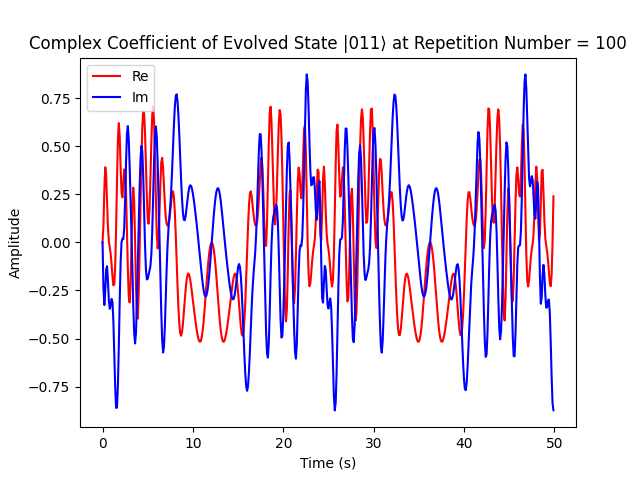 Complex Coefficient of Evolved State |011⟩ at Repetition Number = 100
Re
Im
0.75
0.50
0.25
0.00
−0.25
−0.50
−0.75
Amplitude
0
10
20
30
40
50
Time (s)